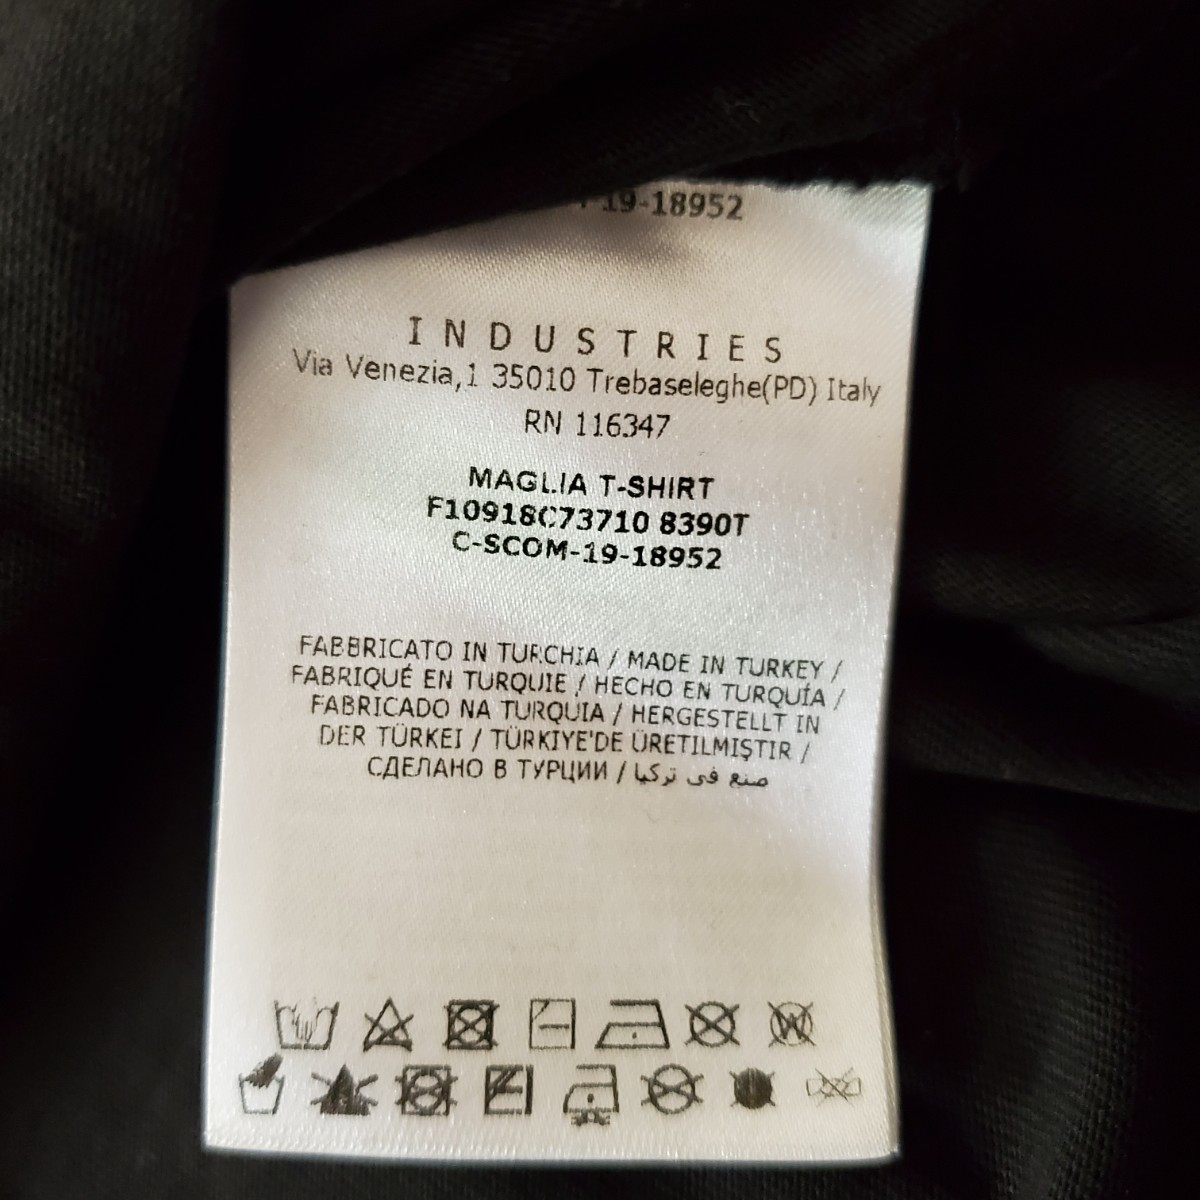 19-18952
INDUSTRIES
Via Venezia,1 35010 Trebaseleghe(PD) Italy
RN 116347
MAGLIA T-SHIRT
F10918C73710 8390T
C-SCOM-19-18952
FABBRICATO IN TURCHIA / MADE IN TURKEY /
FABRIQUÉ EN TURQUIE / HECHO EN TURQUÍA /
FABRICADO NA TURQUIA / HERGESTELLT IN
DER TÜRKEI / TÜRKIYE'DE ÜRETILMIŞTIR /
СДЕЛАНО В ТУРЦИИ / صنع في تركيا
W